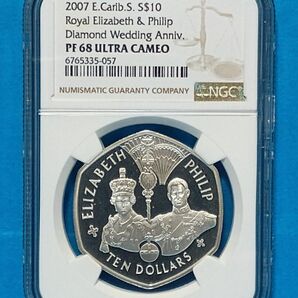 2007 E.Carib.S. S$10
Royal Elizabeth & Philip
Diamond Wedding Anniv.
PF 68 ULTRA CAMEO
6765335-057
NUMISMATIC GUARANTY COMPANY
NGC
ELIZABETH
PHILIP
TEN DOLLARS